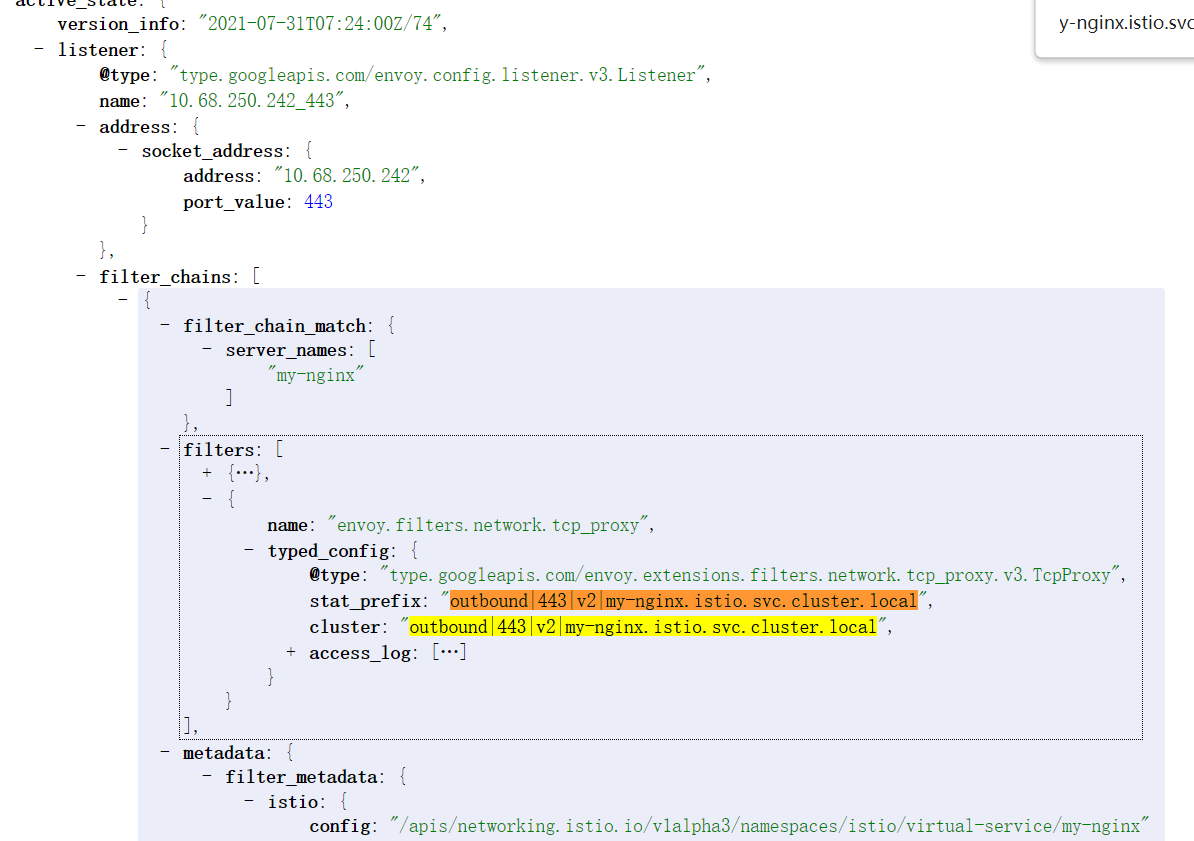 active_state: {
version_info: "2021-07-31T07:24:00Z/74",
y-nginx.istio.svc
- listener: {
@type: "type.googleapis.com/envoy.config.listener.v3.Listener",
name: "10.68.250.242_443",
- address: {
- socket_address: {
address: "10.68.250.242",
port_value: 443
}
},
- filter_chains: [
- {
- filter_chain_match: {
- server_names: [
"my-nginx"
]
},
- filters: [
+ {…},
- {
name: "envoy.filters.network.tcp_proxy",
- typed_config: {
@type: "type.googleapis.com/envoy.extensions.filters.network.tcp_proxy.v3.TcpProxy",
stat_prefix: "outbound|443|v2|my-nginx.istio.svc.cluster.local",
cluster: "outbound|443|v2|my-nginx.istio.svc.cluster.local",
+ access_log: […]
}
}
],
- metadata: {
- filter_metadata: {
- istio: {
config: "/apis/networking.istio.io/v1alpha3/namespaces/istio/virtual-service/my-nginx"